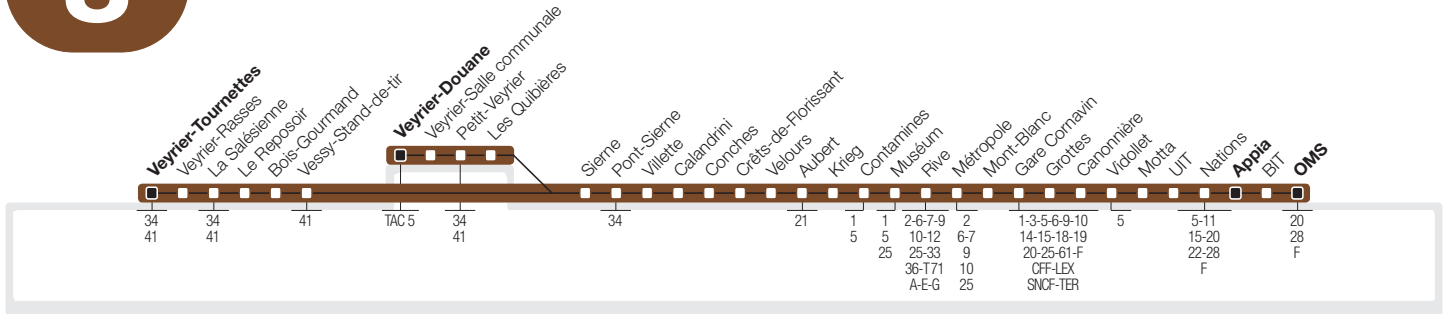 8
Veyrier-Tournettes
Veyrier-Rasses
La Salésienne
Le Reposoir
Bois-Gourmand
Vessy-Stand-de-tir
Veyrier-Douane
Veyrier-Salle communale
Petit-Veyrier
Les Quibières
Sierne
Pont-Sierne
Villette
Calandrini
Conches
Crêts-de-Florissant
Velours
Aubert
Krieg
Contamines
Muséum
Rive
Métropole
Mont-Blanc
Gare Cornavin
Grottes
Canonnière
Vidollet
Motta
UIT
Nations
Appia
BIT
OMS
34
41
34
41
41
TAC 5
34
41
34
21
1
5
1
5
25
2-6-7-9
10-12
25-33
36-T71
A-E-G
2
6-7
9
10
25
1-3-5-6-9-10
14-15-18-19
20-25-61-F
CFF-LEX
SNCF-TER
5
5-11
15-20
22-28
F
20
28
F